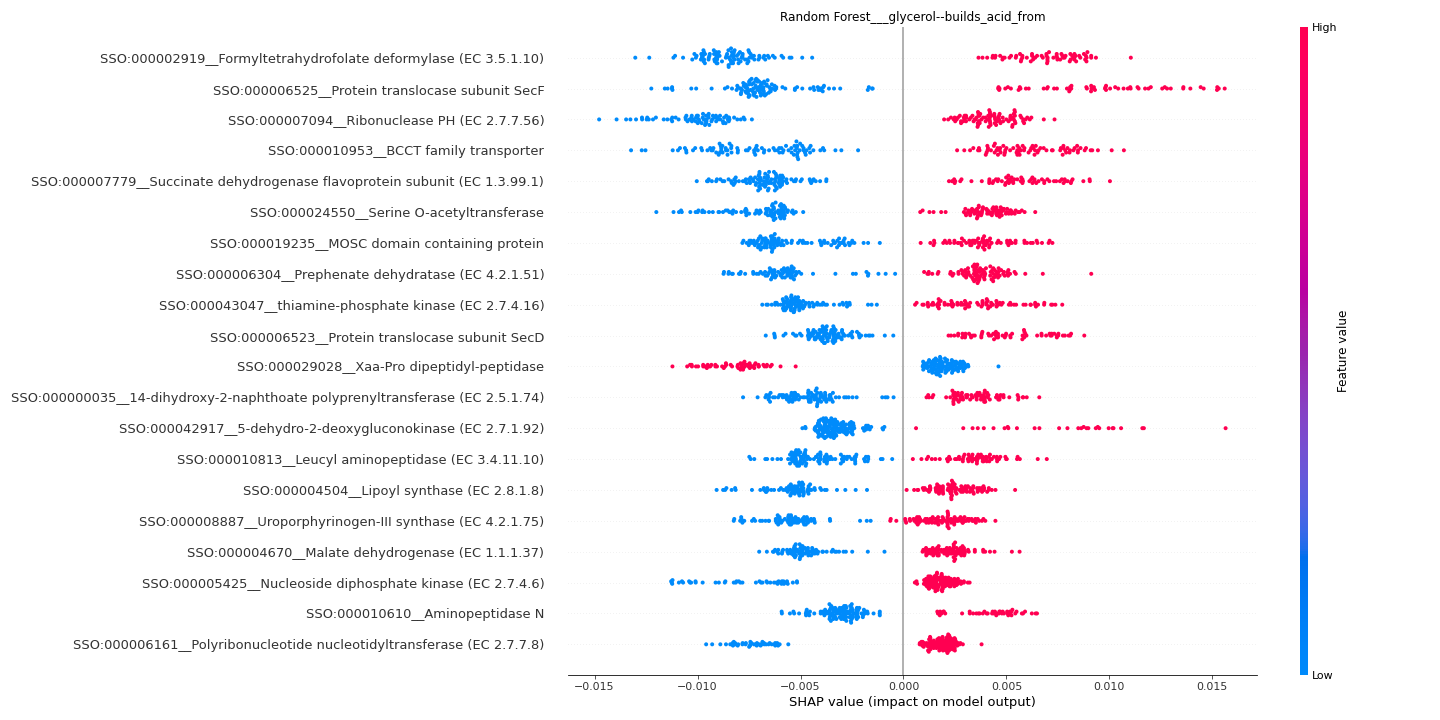 Random Forest___glycerol--builds_acid_from
High
SSO:000002919__Formyltetrahydrofolate deformylase (EC 3.5.1.10)
SSO:000006525__Protein translocase subunit SecF
SSO:000007094__Ribonuclease PH (EC 2.7.7.56)
SSO:000010953__BCCT family transporter
SSO:000007779__Succinate dehydrogenase flavoprotein subunit (EC 1.3.99.1)
SSO:000024550__Serine O-acetyltransferase
SSO:000019235__MOSC domain containing protein
SSO:000006304__Prephenate dehydratase (EC 4.2.1.51)
SSO:000043047__thiamine-phosphate kinase (EC 2.7.4.16)
SSO:000006523__Protein translocase subunit SecD
SSO:000029028__Xaa-Pro dipeptidyl-peptidase
SSO:000000035__14-dihydroxy-2-naphthoate polyprenyltransferase (EC 2.5.1.74)
SSO:000042917__5-dehydro-2-deoxygluconokinase (EC 2.7.1.92)
SSO:000010813__Leucyl aminopeptidase (EC 3.4.11.10)
SSO:000004504__Lipoyl synthase (EC 2.8.1.8)
SSO:000008887__Uroporphyrinogen-III synthase (EC 4.2.1.75)
SSO:000004670__Malate dehydrogenase (EC 1.1.1.37)
SSO:000005425__Nucleoside diphosphate kinase (EC 2.7.4.6)
SSO:000010610__Aminopeptidase N
SSO:000006161__Polyribonucleotide nucleotidyltransferase (EC 2.7.7.8)
Feature value
Low
−0.015 −0.010 −0.005 0.000 0.005 0.010 0.015
SHAP value (impact on model output)